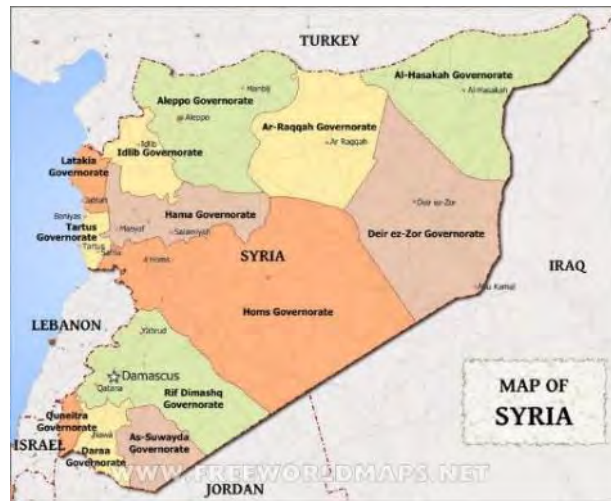 TURKEY
Al-Hasakah Governorate
Al-Hasakah
Manbij
Aleppo Governorate
Aleppo
Ar-Raqqah Governorate
Ar Raqqah
Idlib
Idlib Governorate
Latakia
Governorate
Jablah
Deir ez-Zor
Deir ez-Zor Governorate
Baniyas
Hama Governorate
Tartus
Governorate
Masyaf
Salamiyah
Tartus
Homs
SYRIA
IRAQ
Abu Kamal
Homs Governorate
LEBANON
Yabrud
Damascus
Qatana
Rif Dimashq
Governorate
Quneitra
Governorate
ISRAEL
As-Suwayda
Governorate
Daraa
Governorate
JORDAN
MAP OF
SYRIA
WWW.FREEWORLDMAPS.NET